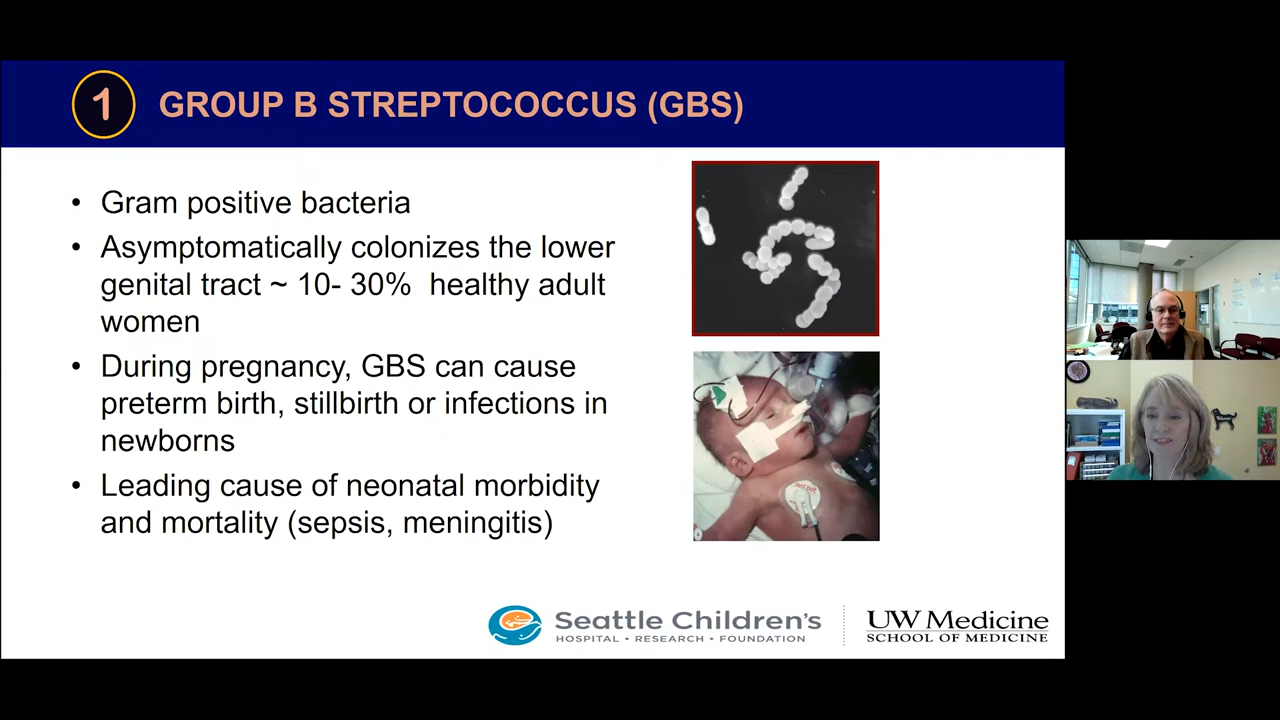 1 GROUP B STREPTOCOCCUS (GBS)
• Gram positive bacteria
• Asymptomatically colonizes the lower
genital tract ~ 10- 30% healthy adult
women
• During pregnancy, GBS can cause
preterm birth, stillbirth or infections in
newborns
• Leading cause of neonatal morbidity
and mortality (sepsis, meningitis)
Seattle Children's
HOSPITAL • RESEARCH • FOUNDATION
UW Medicine
SCHOOL OF MEDICINE